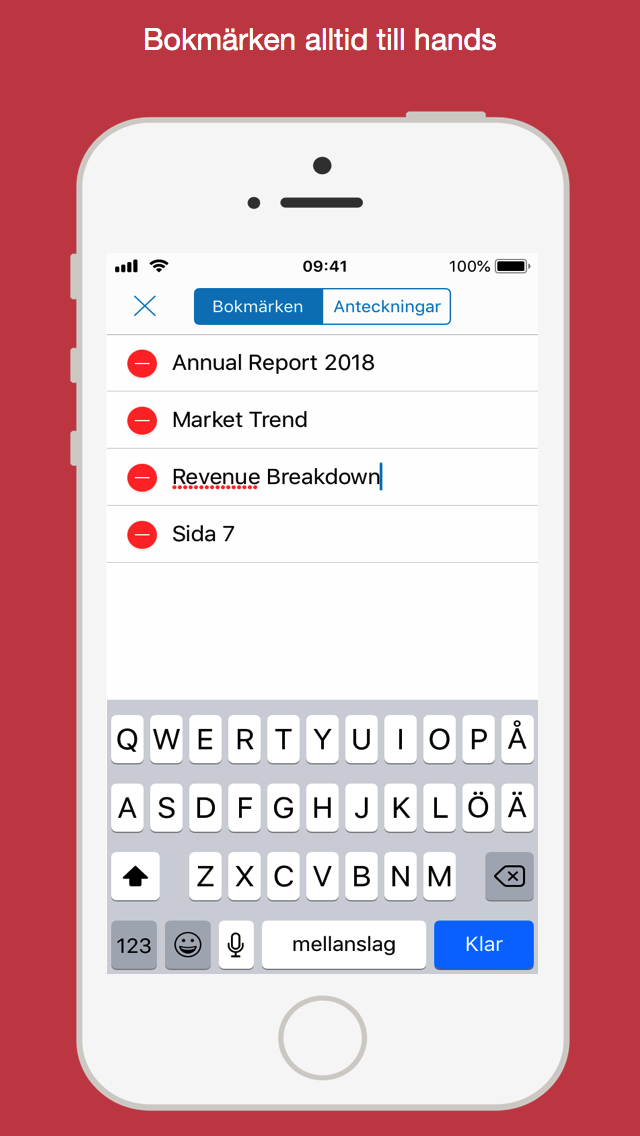 Bokmärken alltid till hands
09:41
100%
Bokmärken Anteckningar
Annual Report 2018
Market Trend
Revenue Breakdown
Sida 7
Q W E R T Y U I O P Å
A S D F G H J K L Ö Ä
Z X C V B N M
123 mellanslag Klar